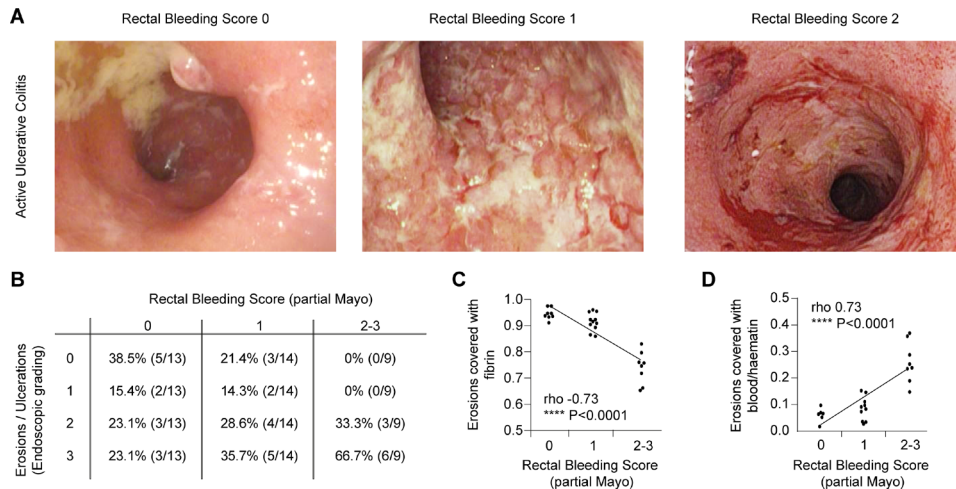 A
Rectal Bleeding Score 0
Rectal Bleeding Score 1
Rectal Bleeding Score 2
Active Ulcerative Colitis
B
Rectal Bleeding Score (partial Mayo)
0 1 2-3
0 38.5% (5/13) 21.4% (3/14) 0% (0/9)
1 15.4% (2/13) 14.3% (2/14) 0% (0/9)
2 23.1% (3/13) 28.6% (4/14) 33.3% (3/9)
3 23.1% (3/13) 35.7% (5/14) 66.7% (6/9)
Erosions / Ulcerations
(Endoscopic grading)
C
Erosions covered with
fibrin
1.0
0.9
0.8
0.7
0.6
0.5
rho -0.73
**** P<0.0001
0 1 2-3
Rectal Bleeding Score
(partial Mayo)
D
Erosions covered with
blood/haematin
0.5
0.4
0.3
0.2
0.1
0.0
rho 0.73
**** P<0.0001
0 1 2-3
Rectal Bleeding Score
(partial Mayo)